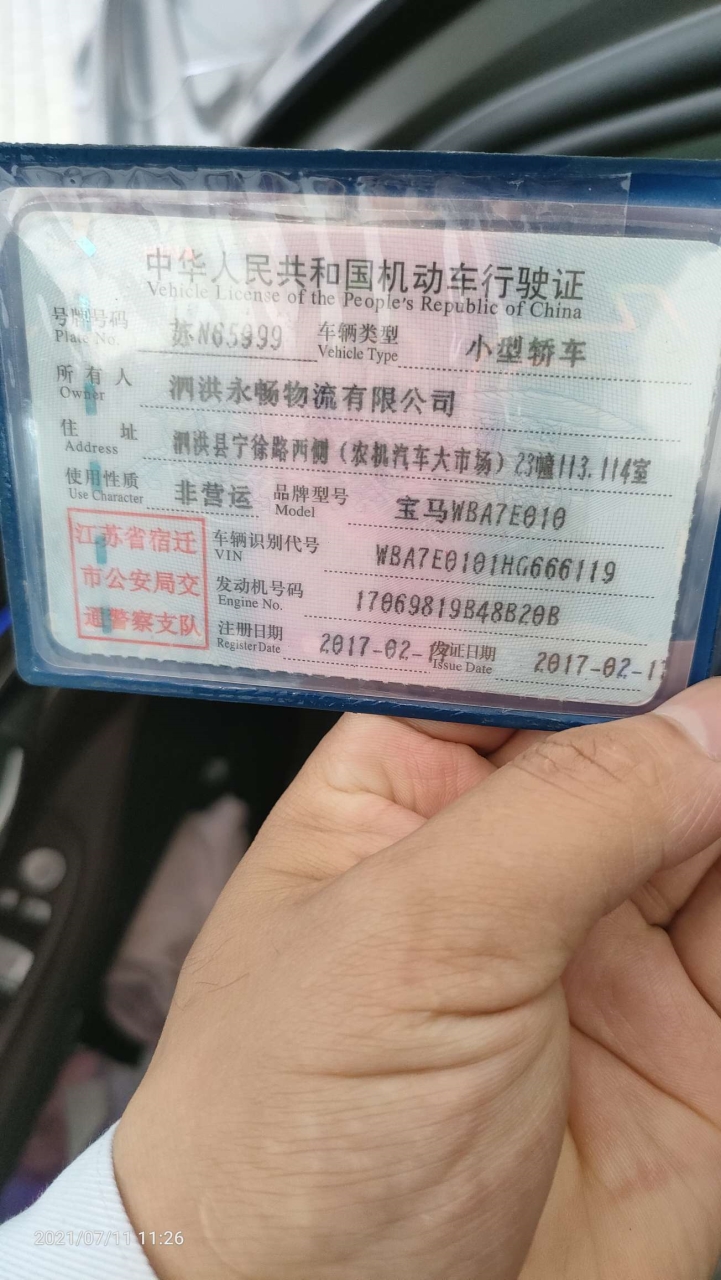 中华人民共和国机动车行驶证
Vehicle License of the People's Republic of China
号牌号码 苏N65999 车辆类型 小型轿车
Plate No. Vehicle Type
所有人 泗洪永畅物流有限公司
Owner
住址 泗洪县宁徐路两侧（农机汽车大市场）23幢113.114室
Address
使用性质 非营运 品牌型号 宝马WBA7E010
Use Character Model
江苏省宿迁
市公安局交
通警察支队
车辆识别代号 WBA7E0101HG666119
VIN
发动机号码 17069819B48B20B
Engine No.
注册日期 2017-02- 发证日期 2017-02-1
Register Date Issue Date
2021/07/11 11:26